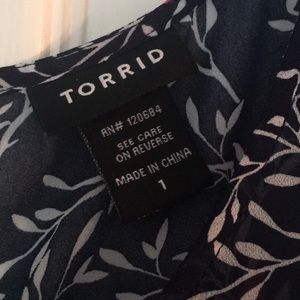 TORRID
RN# 120684
SEE CARE
ON REVERSE
MADE IN CHINA
1